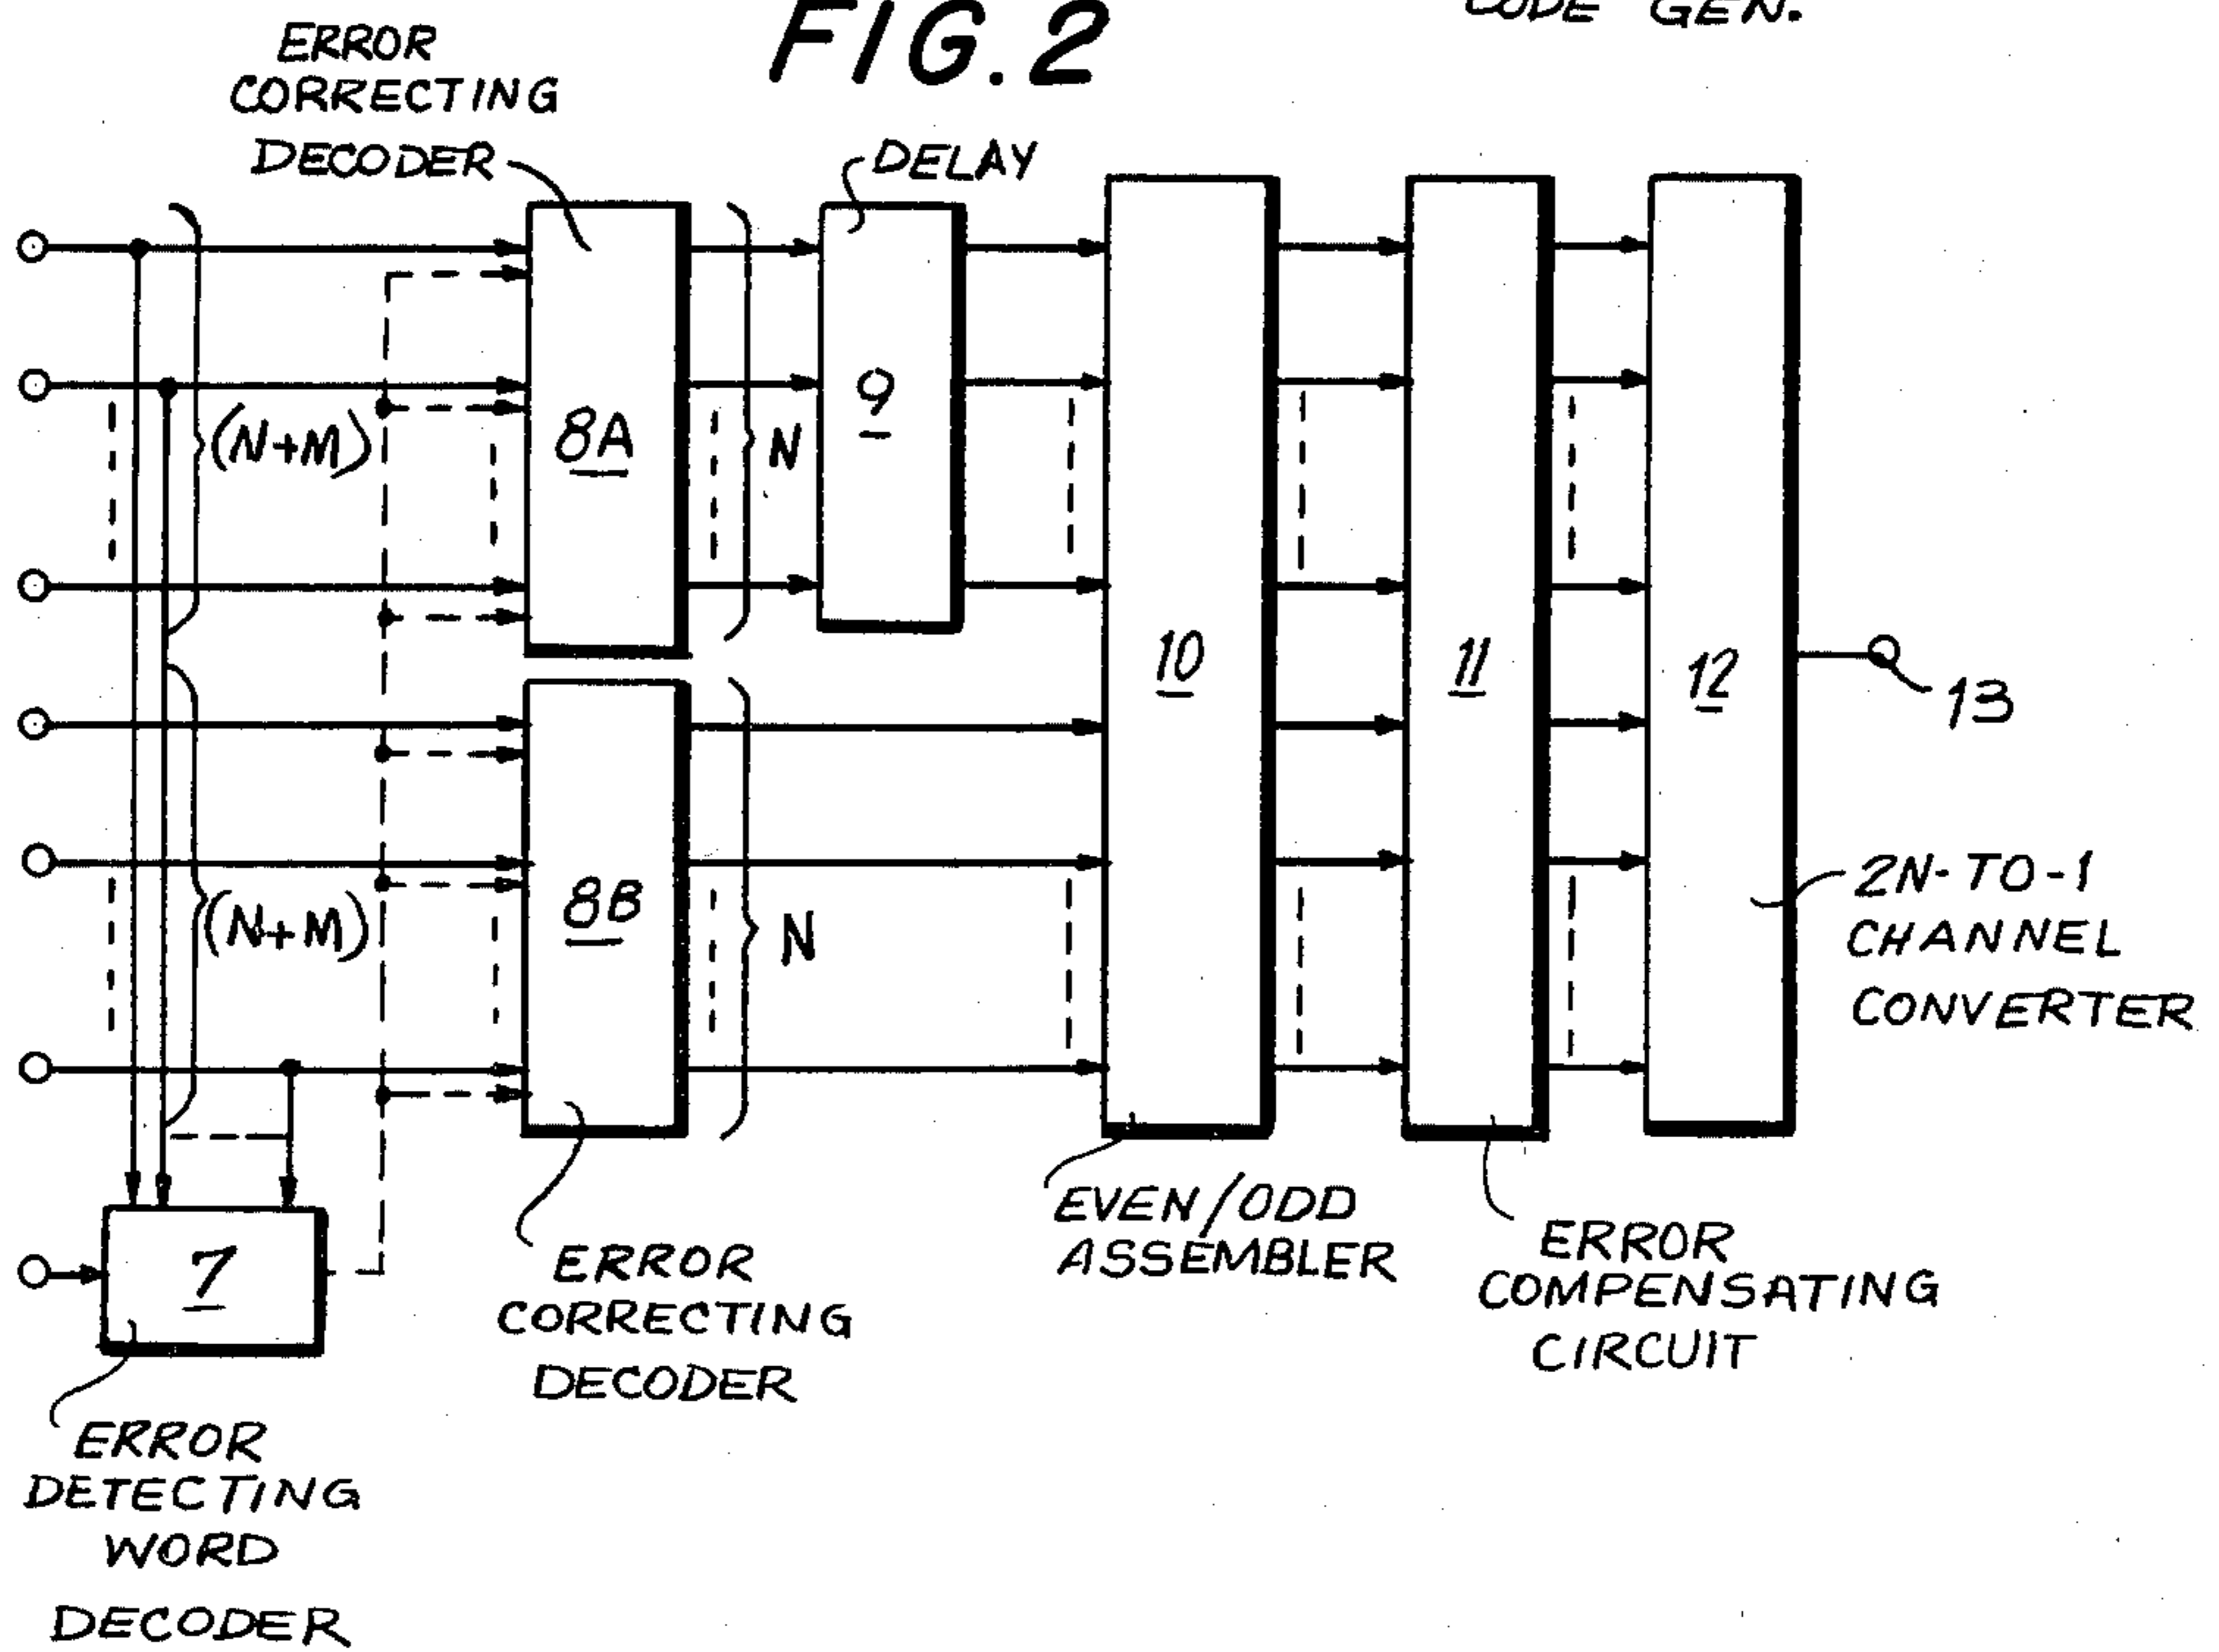 FIG.2
CODE GEN.
ERROR
CORRECTING
DECODER
DELAY
(N+M)
8A
N
9
10
11
12
13
(N+M)
8B
N
2N-TO-1
CHANNEL
CONVERTER
7
ERROR
CORRECTING
DECODER
EVEN/ODD
ASSEMBLER
ERROR
COMPENSATING
CIRCUIT
ERROR
DETECTING
WORD
DECODER